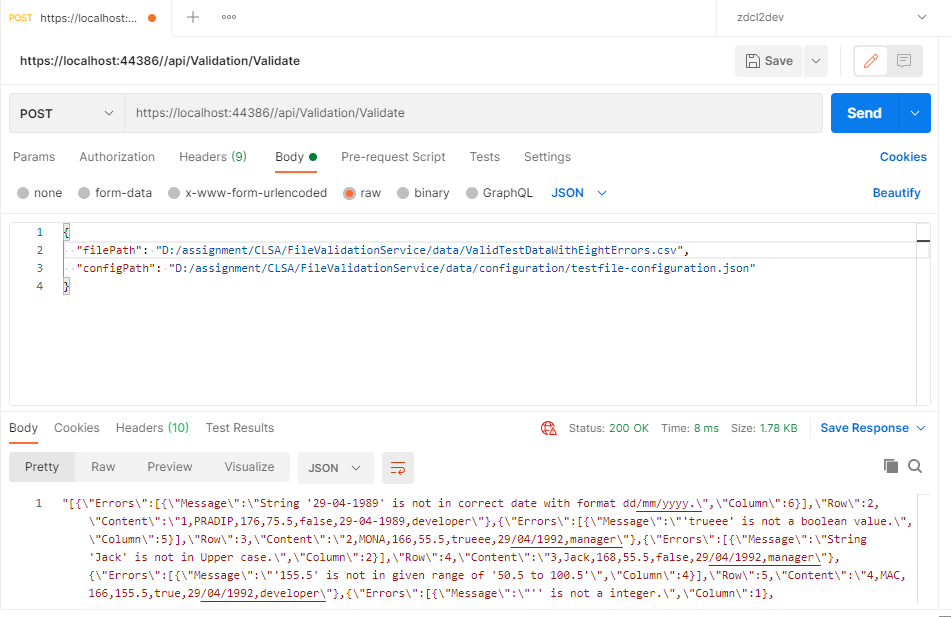 POST https://localhost:... zdcl2dev
https://localhost:44386//api/Validation/Validate Save
POST https://localhost:44386//api/Validation/Validate Send
Params Authorization Headers (9) Body Pre-request Script Tests Settings Cookies
none form-data x-www-form-urlencoded raw binary GraphQL JSON Beautify
1 {
2 "filePath": "D:/assignment/CLSA/FileValidationService/data/ValidTestDataWithEightErrors.csv",
3 "configPath": "D:/assignment/CLSA/FileValidationService/data/configuration/testfile-configuration.json"
4 }
Body Cookies Headers (10) Test Results Status: 200 OK Time: 8 ms Size: 1.78 KB Save Response
Pretty Raw Preview Visualize JSON
1 "[{\"Errors\":[{\"Message\":\"String '29-04-1989' is not in correct date with format dd/mm/yyyy.\",\"Column\":6}],\"Row\":2,
\"Content\":\"1,PRADIP,176,75.5,false,29-04-1989,developer\"},{\"Errors\":[{\"Message\":\"'trueee' is not a boolean value.\",
\"Column\":5}],\"Row\":3,\"Content\":\"2,MONA,166,55.5,trueee,29/04/1992,manager\"},{\"Errors\":[{\"Message\":\"String
'Jack' is not in Upper case.\",\"Column\":2}],\"Row\":4,\"Content\":\"3,Jack,168,55.5,false,29/04/1992,manager\"},
{\"Errors\":[{\"Message\":\"'155.5' is not in given range of '50.5 to 100.5'\",\"Column\":4}],\"Row\":5,\"Content\":\"4,MAC,
166,155.5,true,29/04/1992,developer\"},{\"Errors\":[{\"Message\":\"'' is not a integer.\",\"Column\":1},